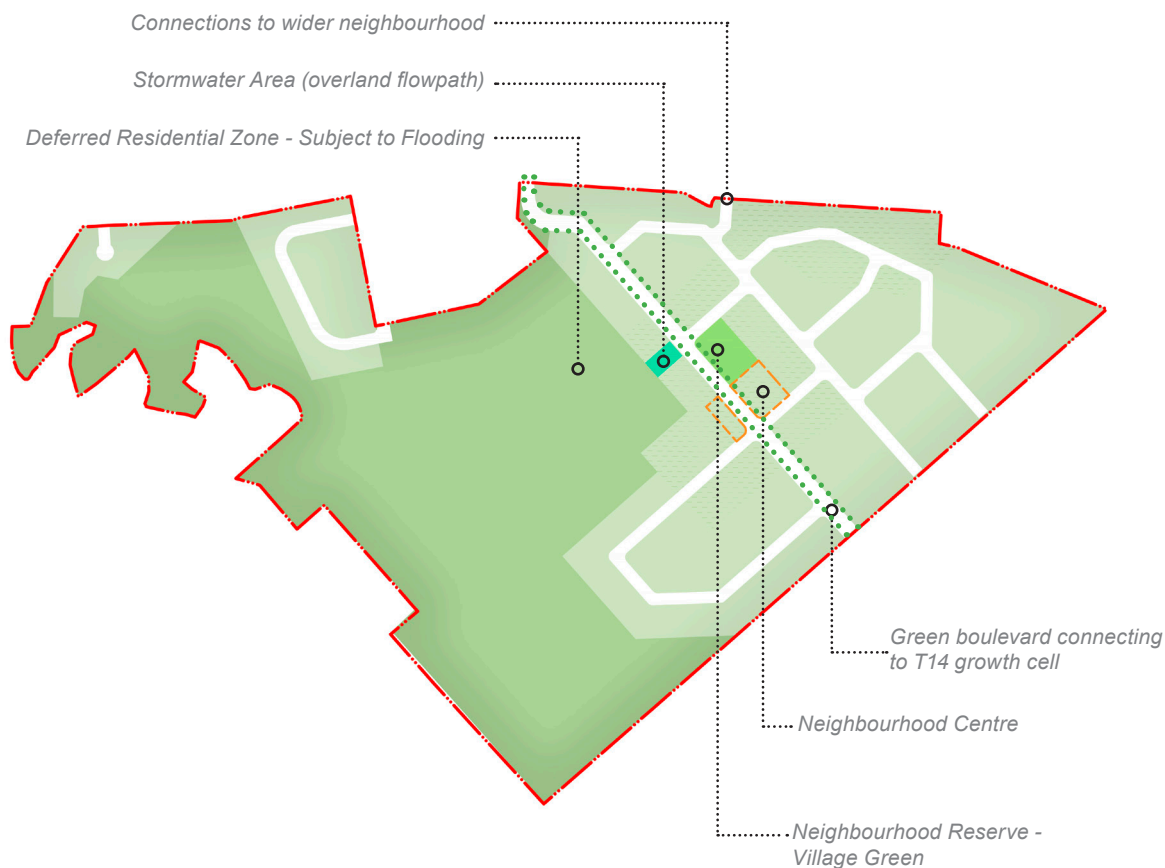 Connections to wider neighbourhood
Stormwater Area (overland flowpath)
Deferred Residential Zone - Subject to Flooding
Green boulevard connecting
to T14 growth cell
Neighbourhood Centre
Neighbourhood Reserve -
Village Green